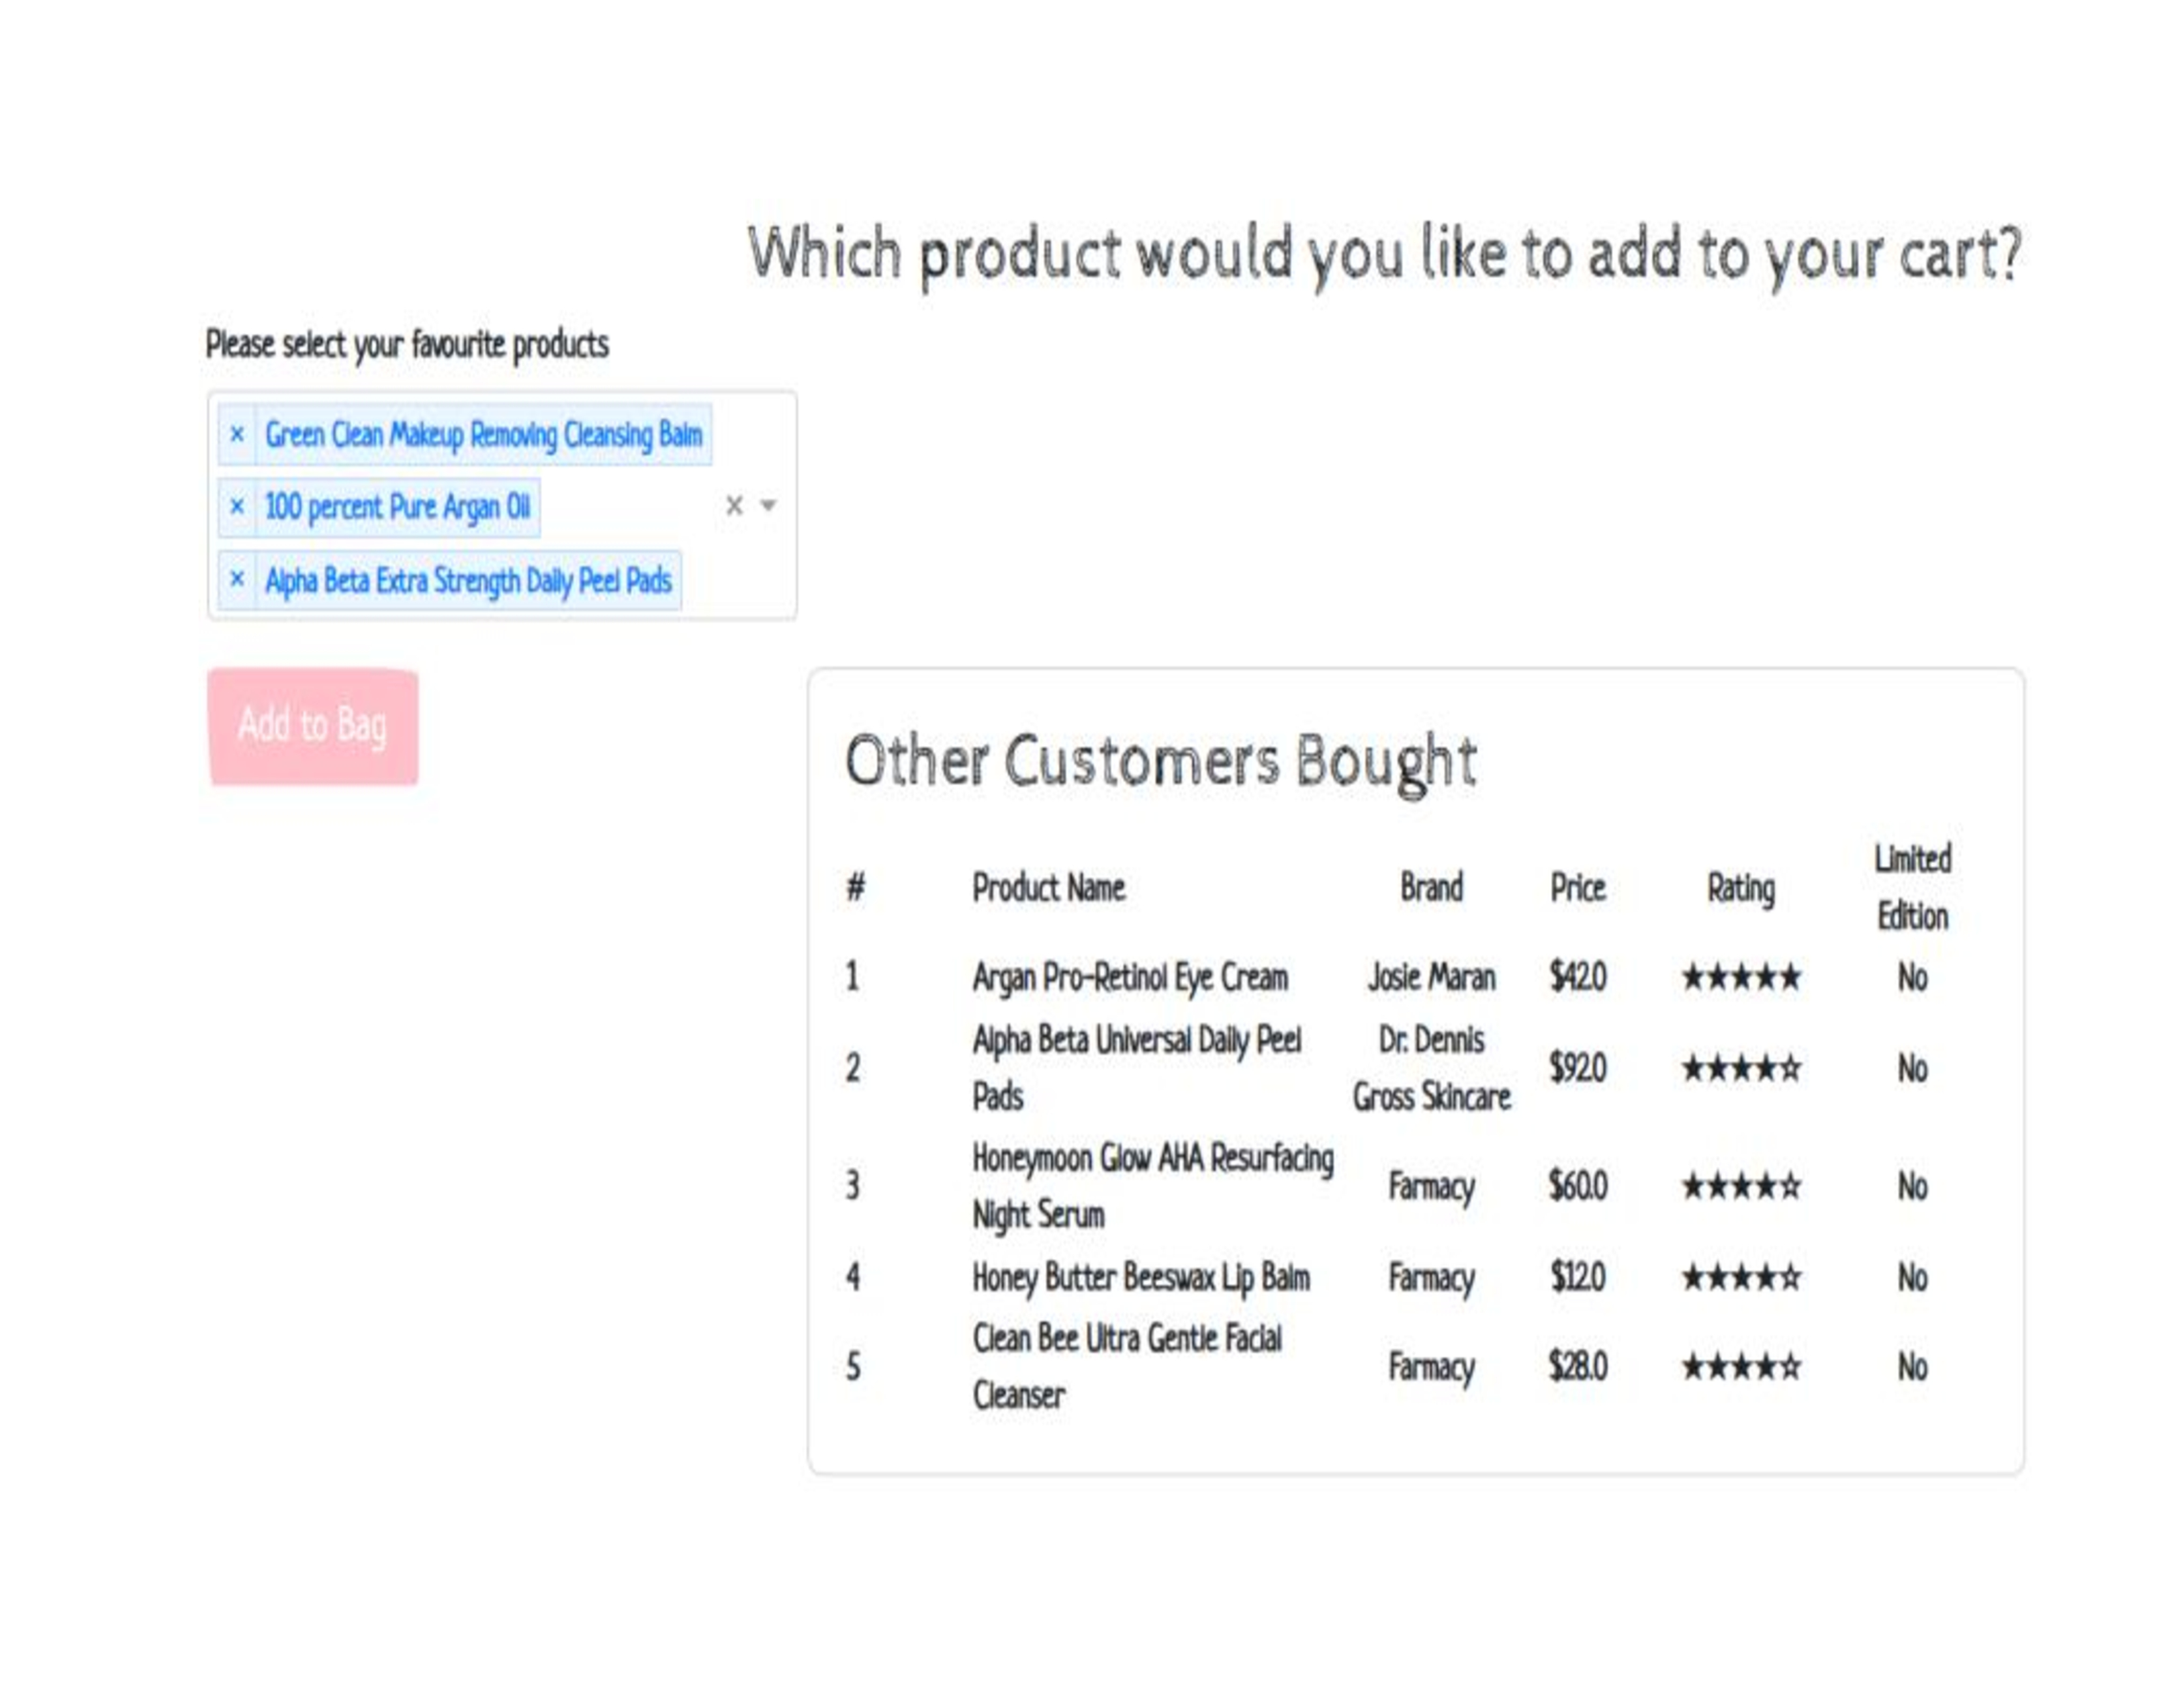 Which product would you like to add to your cart?
Please select your favourite products
× Green Clean Makeup Removing Cleansing Balm
× 100 percent Pure Argan Oil
× Alpha Beta Extra Strength Daily Peel Pads
Add to Bag
Other Customers Bought
# Product Name Brand Price Rating Limited Edition
1 Argan Pro-Retinol Eye Cream Josie Maran $42.0 ★★★★★ No
2 Alpha Beta Universal Daily Peel Pads Dr. Dennis Gross Skincare $92.0 ★★★★☆ No
3 Honeymoon Glow AHA Resurfacing Night Serum Farmacy $60.0 ★★★★☆ No
4 Honey Butter Beeswax Lip Balm Farmacy $12.0 ★★★★☆ No
5 Clean Bee Ultra Gentle Facial Cleanser Farmacy $28.0 ★★★★☆ No